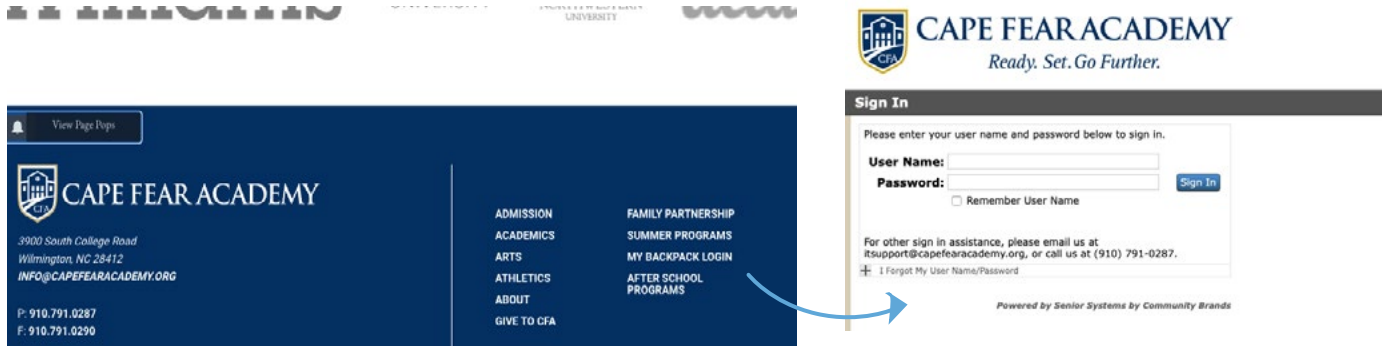 UNIVERSITY
NORTHWESTERN
UNIVERSITY
View Page Pops
CFA
CAPE FEAR ACADEMY
3900 South College Road
Wilmington, NC 28412
INFO@CAPEFEARACADEMY.ORG
P: 910.791.0287
F: 910.791.0290
ADMISSION
ACADEMICS
ARTS
ATHLETICS
ABOUT
GIVE TO CFA
FAMILY PARTNERSHIP
SUMMER PROGRAMS
MY BACKPACK LOGIN
AFTER SCHOOL
PROGRAMS
CFA
CAPE FEAR ACADEMY
Ready. Set. Go Further.
Sign In
Please enter your user name and password below to sign in.
User Name:
Password:
Sign In
Remember User Name
For other sign in assistance, please email us at
itsupport@capefearacademy.org, or call us at (910) 791-0287.
I Forgot My User Name/Password
Powered by Senior Systems by Community Brands